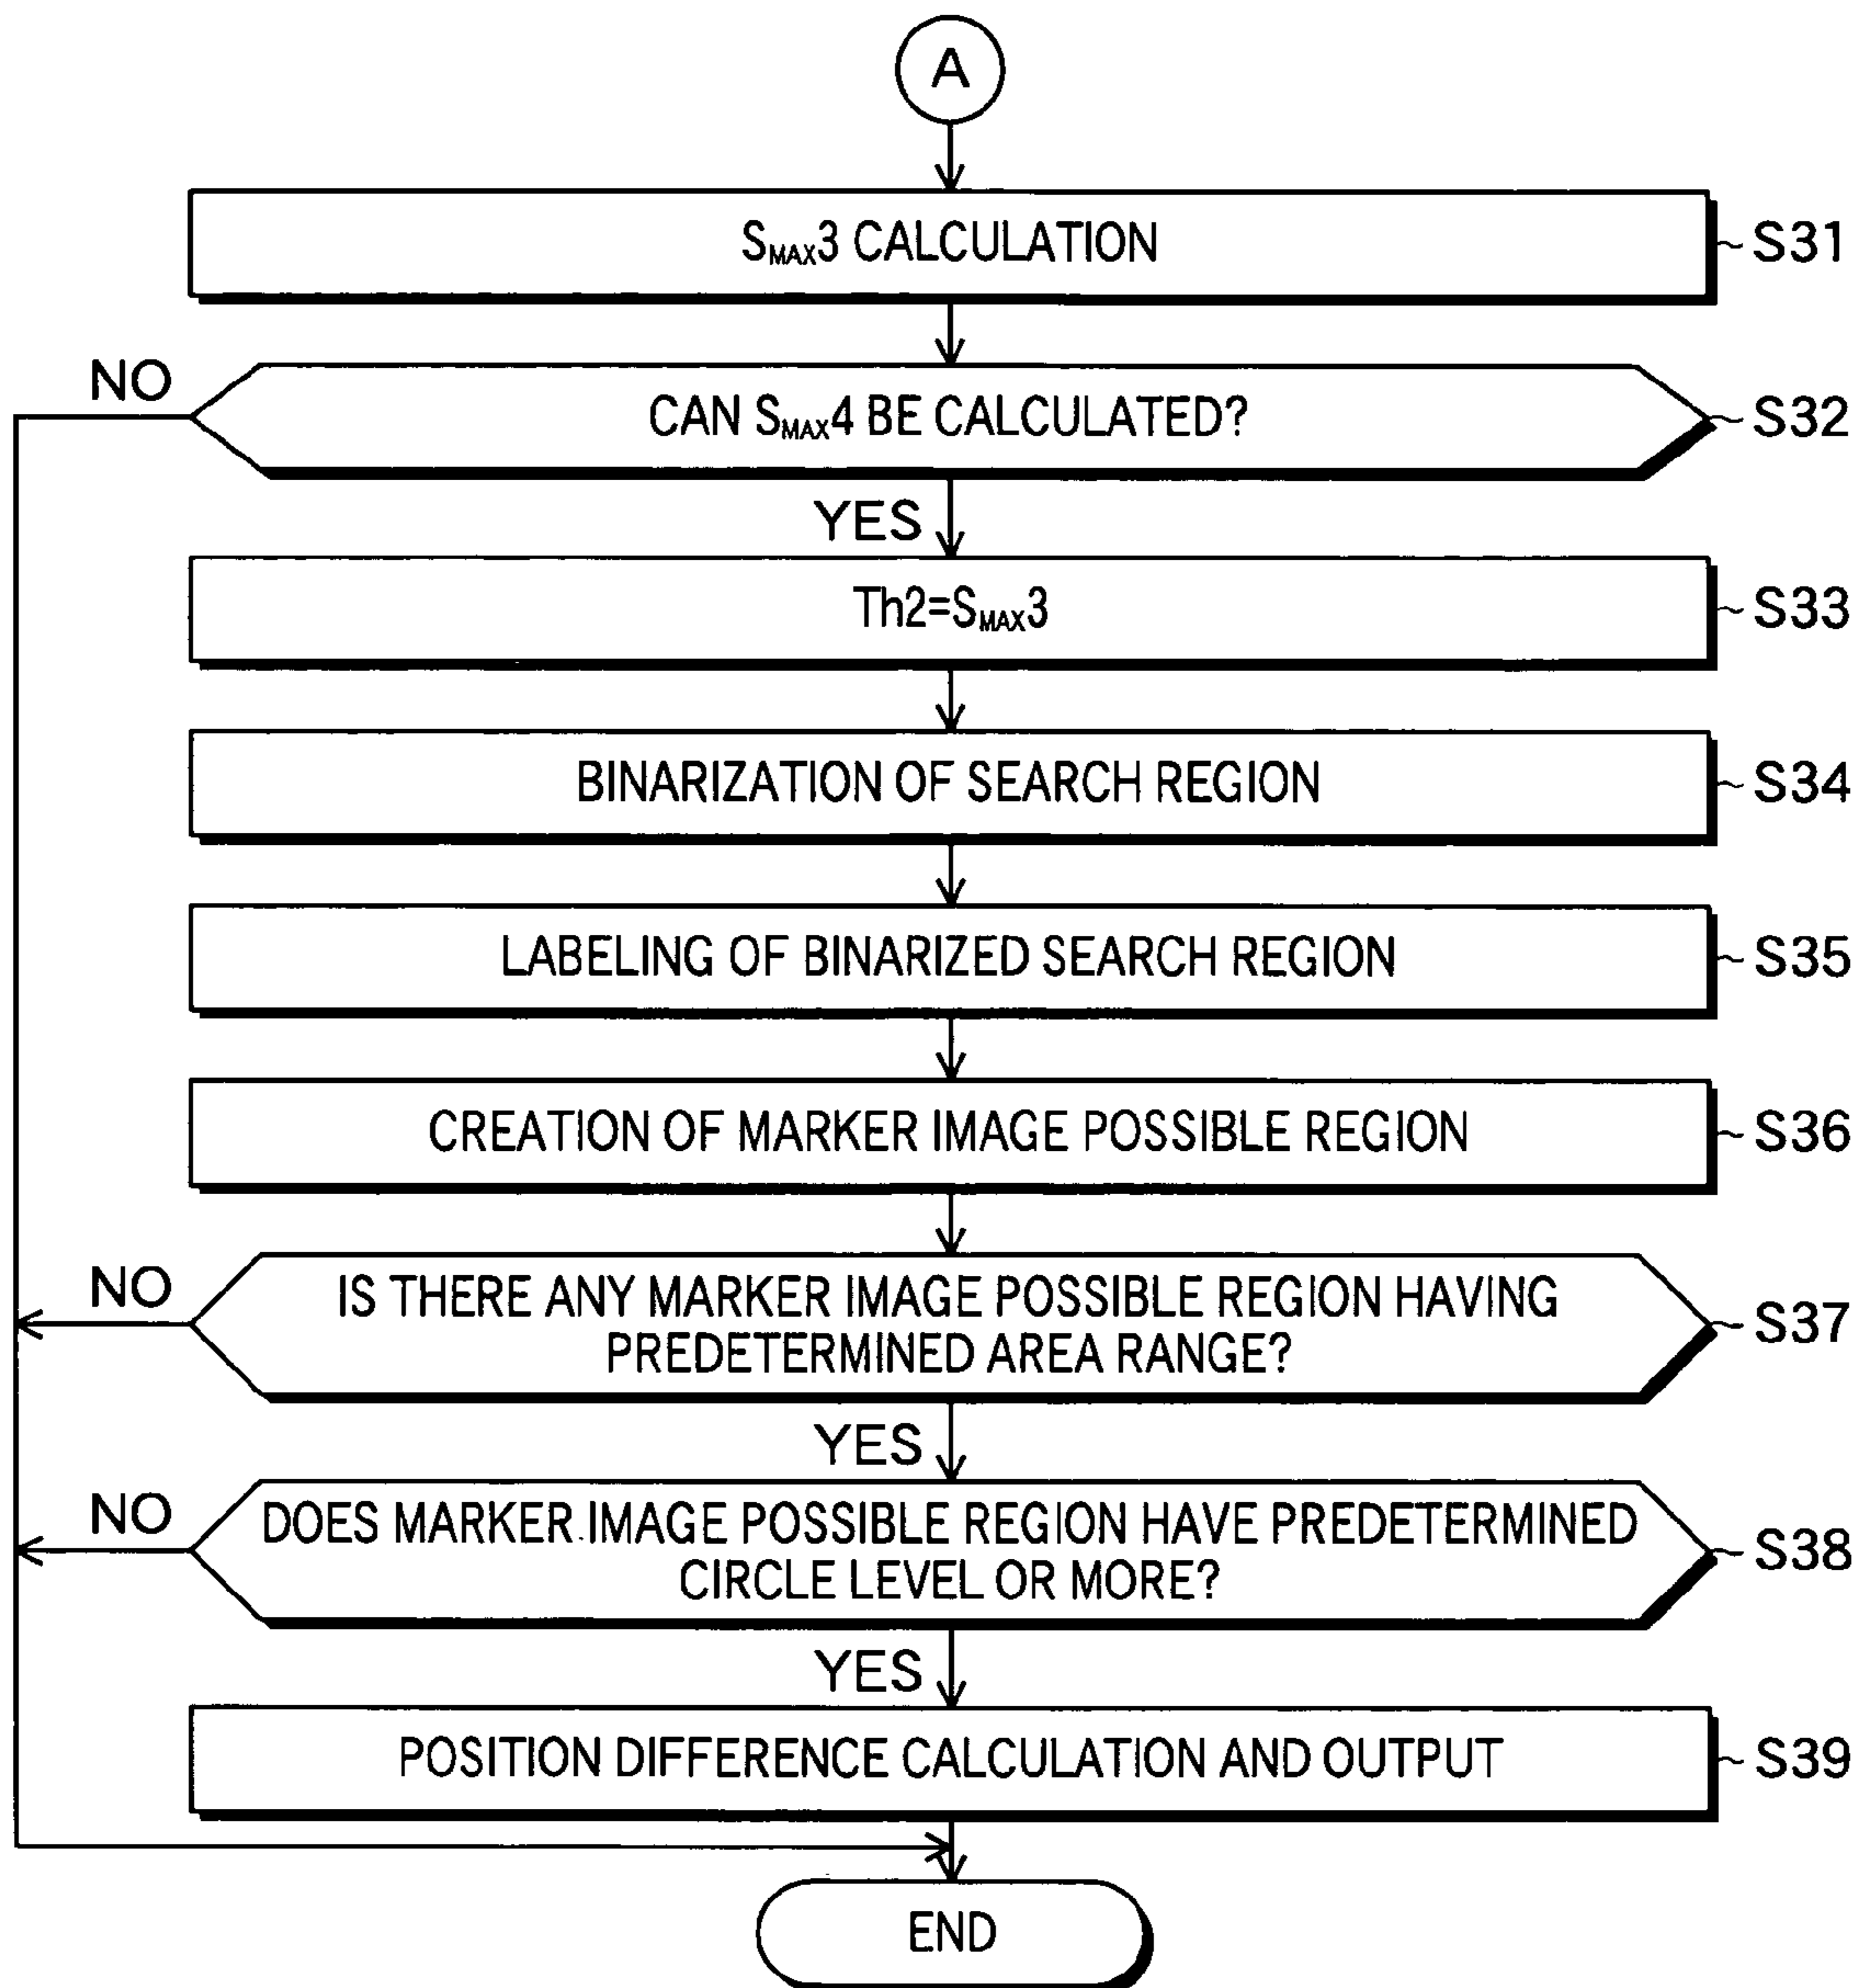 A
SMAX3 CALCULATION
S31
NO
CAN SMAX4 BE CALCULATED?
S32
YES
Th2=SMAX3
S33
BINARIZATION OF SEARCH REGION
S34
LABELING OF BINARIZED SEARCH REGION
S35
CREATION OF MARKER IMAGE POSSIBLE REGION
S36
NO
IS THERE ANY MARKER IMAGE POSSIBLE REGION HAVING
PREDETERMINED AREA RANGE?
S37
YES
NO
DOES MARKER IMAGE POSSIBLE REGION HAVE PREDETERMINED
CIRCLE LEVEL OR MORE?
S38
YES
POSITION DIFFERENCE CALCULATION AND OUTPUT
S39
END